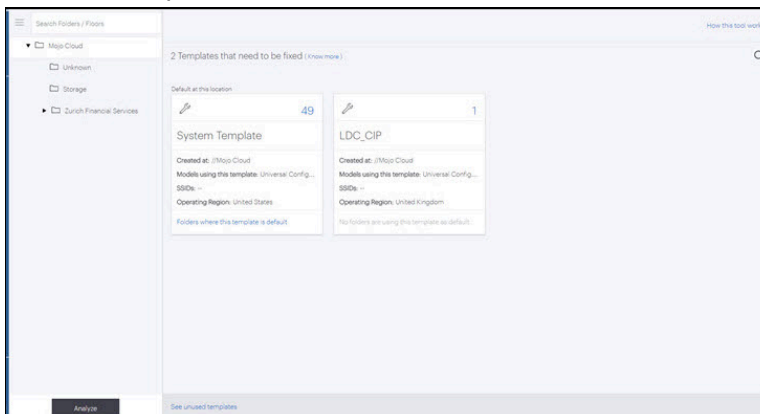 Search Folders / Floors
How this tool work
Mojo Cloud
Unknown
Storage
Zurich Financial Services
2 Templates that need to be fixed ( Know more )
Default at this location
49
System Template
Created at: //Mojo Cloud
Models using this template: Universal Config...
SSIDs: --
Operating Region: United States
Folders where this template is default
1
LDC_CIP
Created at: //Mojo Cloud
Models using this template: Universal Config...
SSIDs: --
Operating Region: United Kingdom
No folders are using this template as default.
Analyze
See unused templates